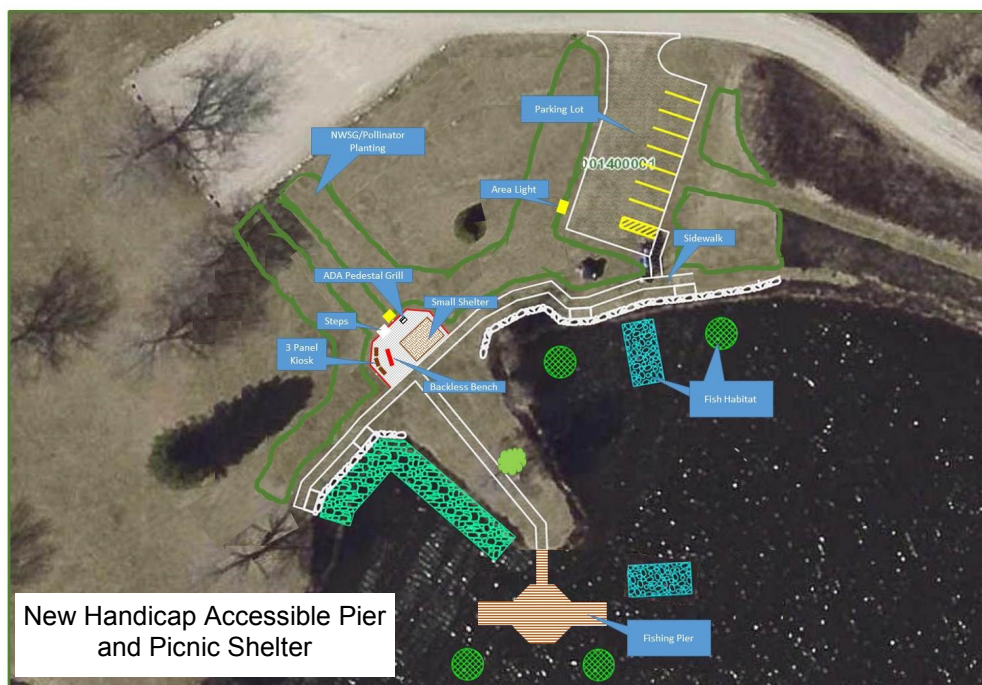 Parking Lot
NWSG/Pollinator
Planting
001400001
Area Light
Sidewalk
ADA Pedestal Grill
Small Shelter
Steps
3 Panel
Kiosk
Backless Bench
Fish Habitat
Fishing Pier
New Handicap Accessible Pier
and Picnic Shelter